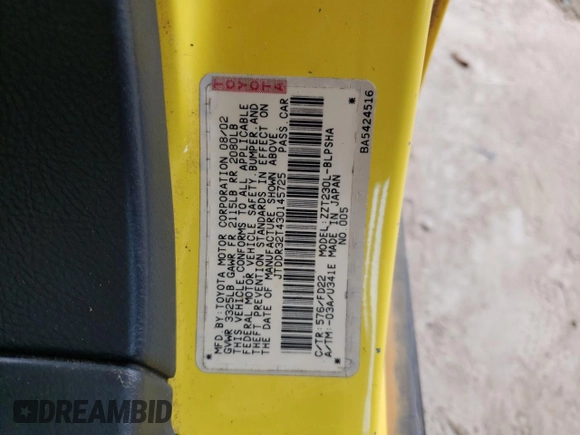 TOYOTA
MFD.BY:TOYOTA MOTOR CORPORATION 08/02
GVWR 3325LB GAWR FR 2115LB RR 2080LB
THIS VEHICLE CONFORMS TO ALL APPLICABLE
FEDERAL MOTOR VEHICLE SAFETY,BUMPER,AND
THEFT PREVENTION STANDARDS IN EFFECT ON
THE DATE OF MANUFACTURE SHOWN ABOVE.
JTDDR32T430145725 PASS.CAR
C/TR:576/FD22 MODEL:ZZT230L-BLPSHA
A/TM:-03A/U341E MADE IN JAPAN
NO 005
BA5424516
DREAMBID